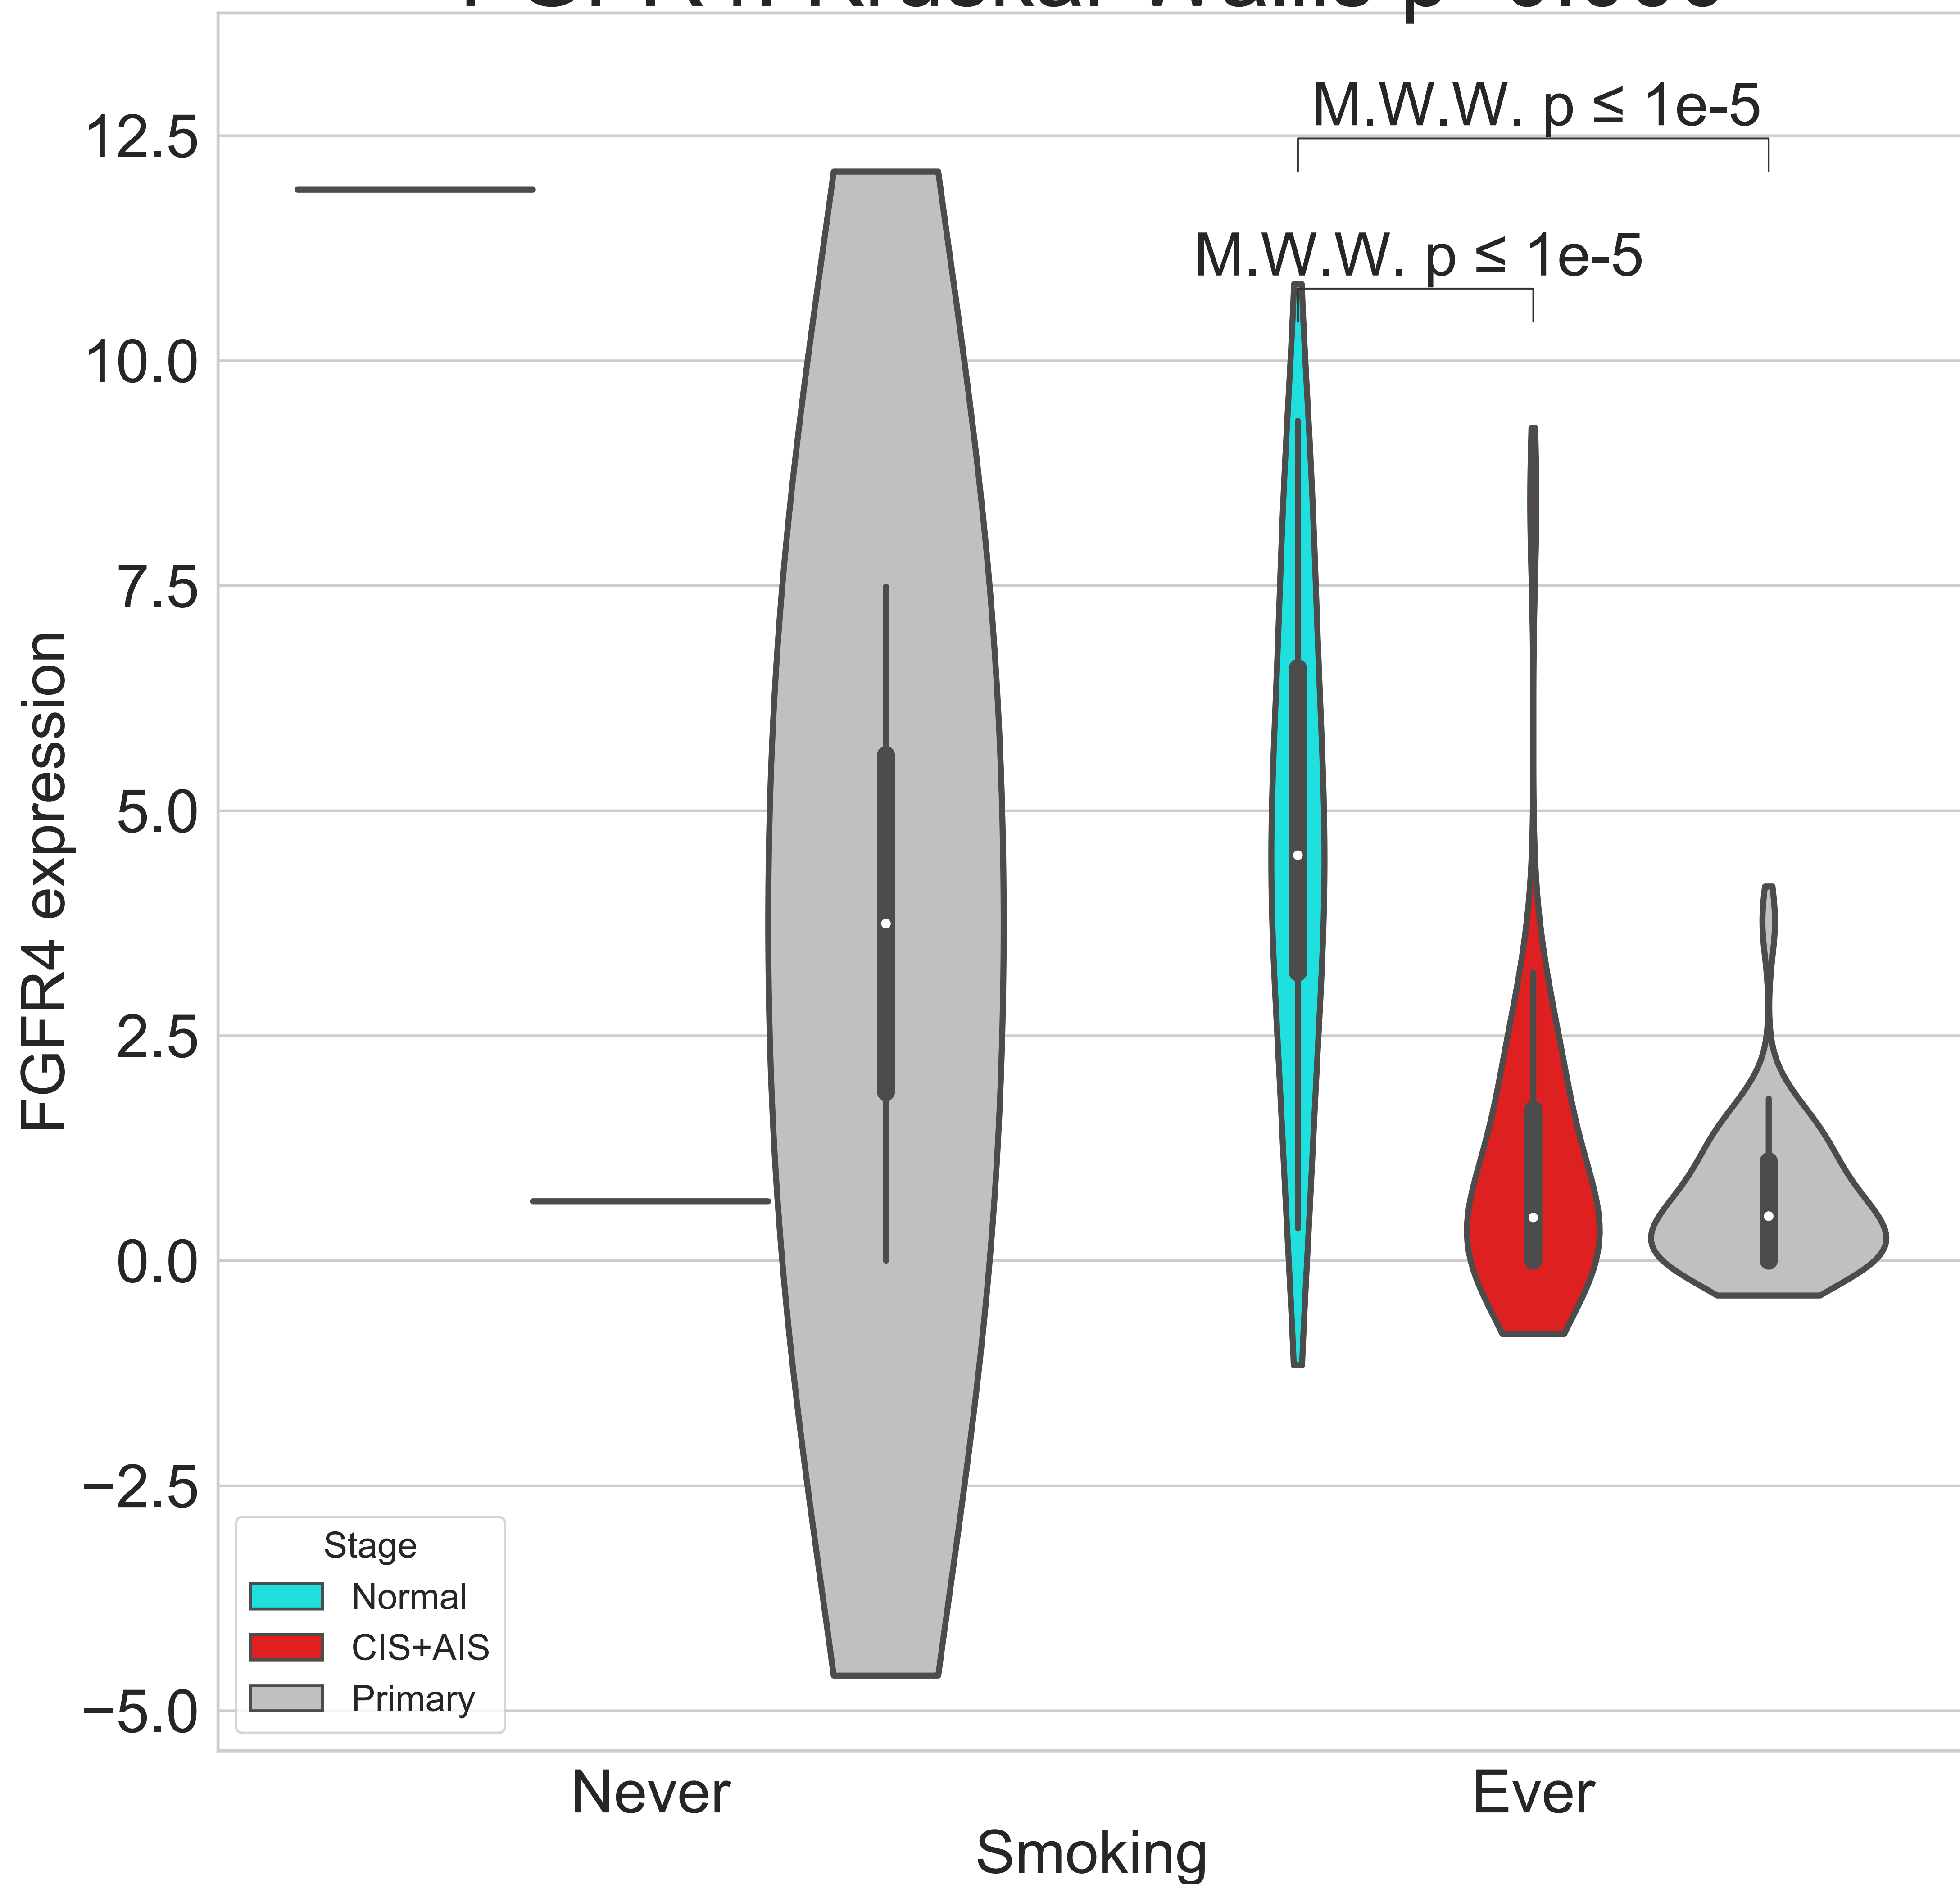 M.W.W. p ≤ 1e-5
12.5
M.W.W. p ≤ 1e-5
10.0
7.5
5.0
2.5
0.0
−2.5
−5.0
FGFR4 expression
Stage
Normal
CIS+AIS
Primary
Never
Ever
Smoking